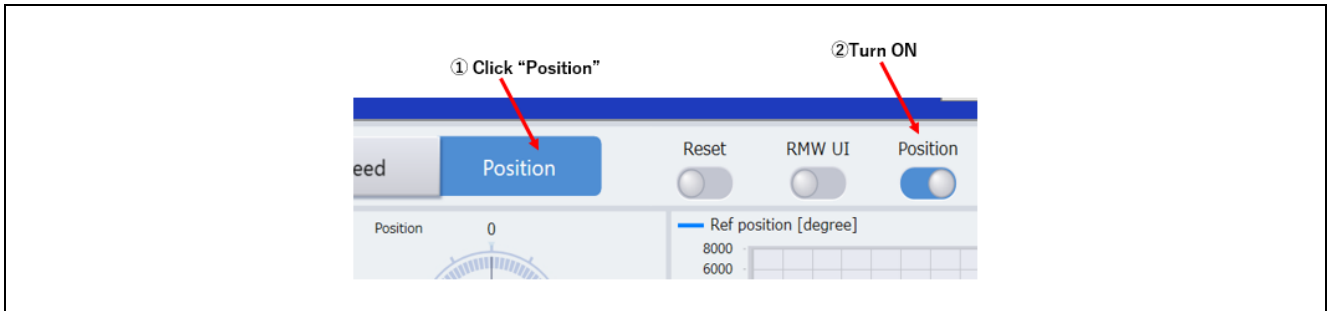 ②Turn ON
① Click “Position”
Reset RMW UI Position
eed Position
Position 0
Ref position [degree]
8000
6000